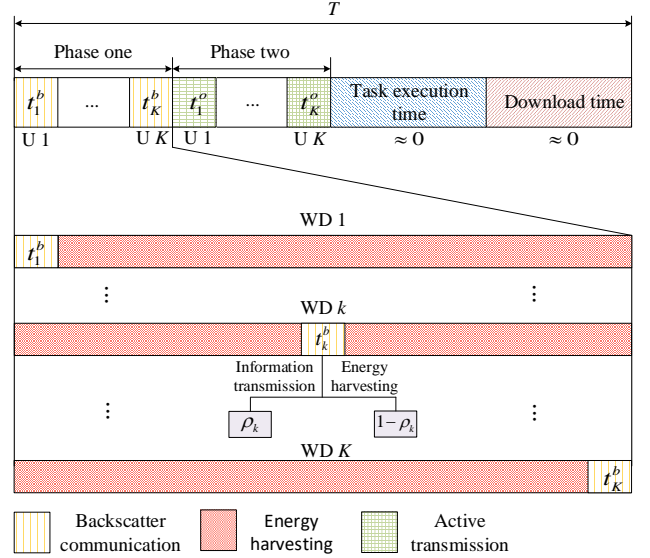 T
Phase one Phase two
t_1^b ... t_K^b t_1^o ... t_K^o Task execution time Download time
U 1 U K U 1 U K ≈ 0 ≈ 0
WD 1
t_1^b
⋮ ⋮
WD k
t_k^b
Information transmission Energy harvesting
ρ_k 1−ρ_k
⋮ ⋮
WD K
t_K^b
Backscatter communication Energy harvesting Active transmission